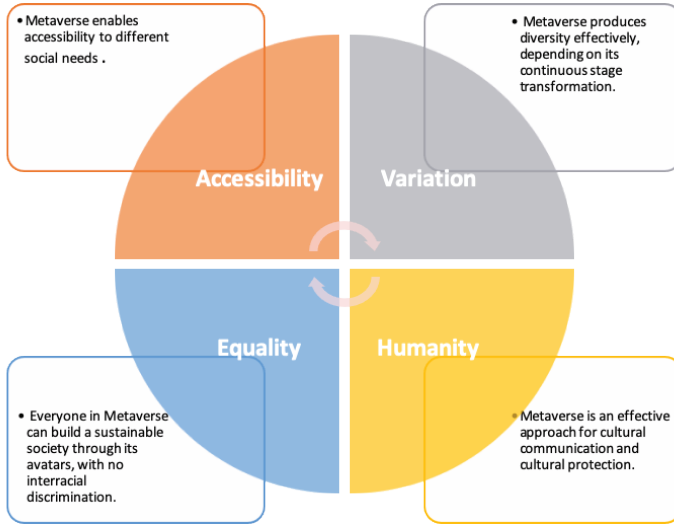 • Metaverse enables
accessibility to different
social needs .
• Metaverse produces
diversity effectively,
depending on its
continuous stage
transformation.
Accessibility
Variation
Equality
Humanity
• Everyone in Metaverse
can build a sustainable
society through its
avatars, with no
interracial
discrimination.
• Metaverse is an effective
approach for cultural
communication and
cultural protection.